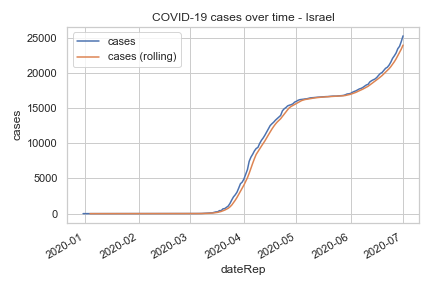 COVID-19 cases over time - Israel
cases
cases (rolling)
25000
20000
15000
10000
5000
0
cases
2020-01
2020-02
2020-03
2020-04
2020-05
2020-06
2020-07
dateRep